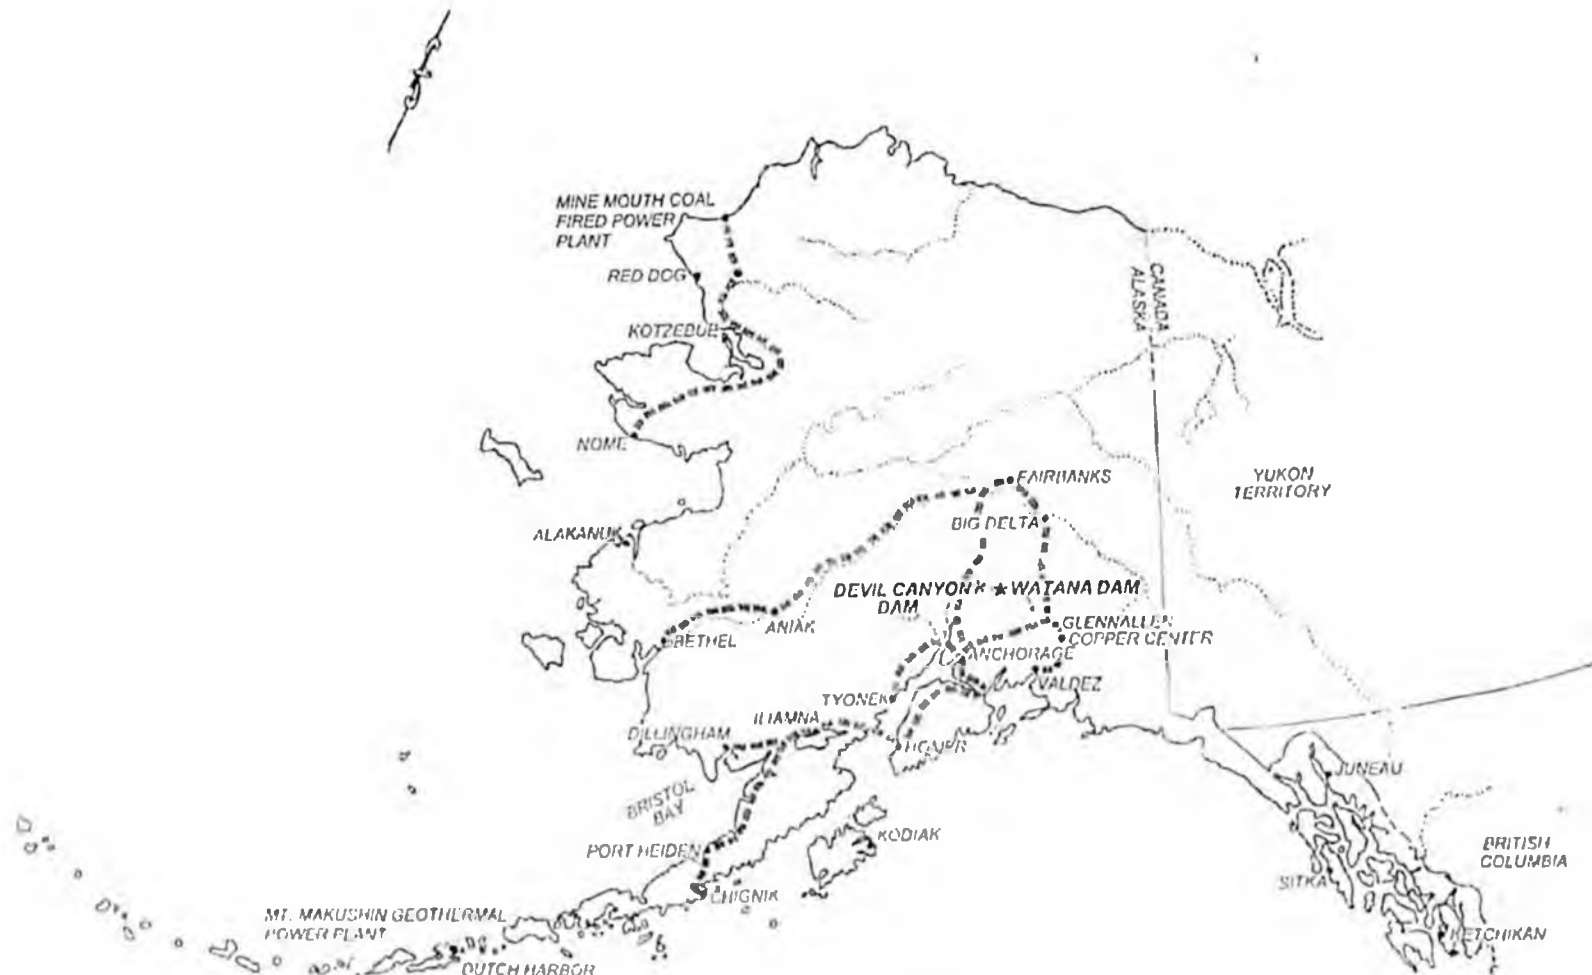 MINE MOUTH COAL
FIRED POWER
PLANT
RED DOG
KOTZEBUE
CANADA
ALASKA
NOME
FAIRBANKS
YUKON
TERRITORY
BIG DELTA
ALAKANUK
DEVIL CANYON
DAM
WATANA DAM
GLENNALLEN
COPPER CENTER
ANIAK
BETHEL
ANCHORAGE
VALDEZ
TYONEK
ILIAMNA
DILLINGHAM
HOMER
JUNEAU
BRISTOL
BAY
KODIAK
PORT HEIDEN
BRITISH
COLUMBIA
SITKA
CHIGNIK
MT. MAKUSHIN GEOTHERMAL
POWER PLANT
KETCHIKAN
DUTCH HARBOR